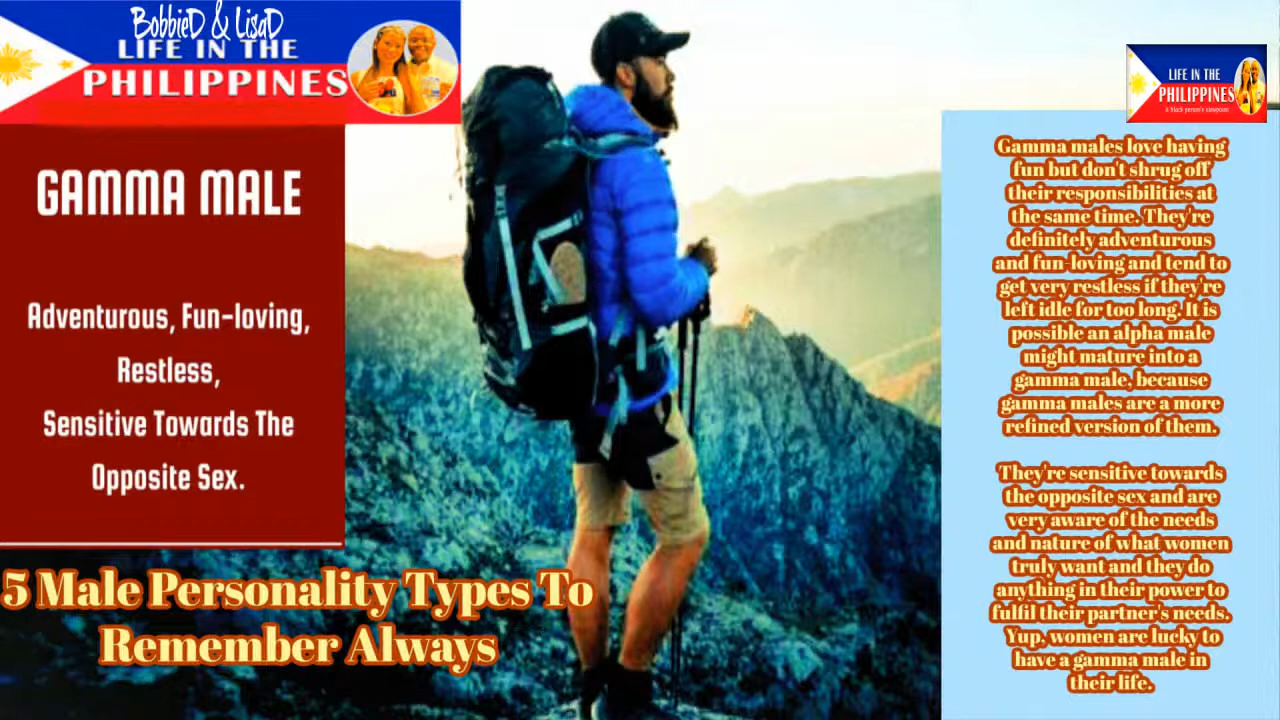 BobbieD & LisaD
LIFE IN THE
PHILIPPINES
GAMMA MALE
Adventurous, Fun-loving,
Restless,
Sensitive Towards The
Opposite Sex.
5 Male Personality Types To
Remember Always
LIFE IN THE
PHILIPPINES
A black person's viewpoint
Gamma males love having
fun but don't shrug off
their responsibilities at
the same time. They're
definitely adventurous
and fun-loving and tend to
get very restless if they're
left idle for too long. It is
possible an alpha male
might mature into a
gamma male, because
gamma males are a more
refined version of them.
They're sensitive towards
the opposite sex and are
very aware of the needs
and nature of what women
truly want and they do
anything in their power to
fulfil their partner's needs.
Yup, women are lucky to
have a gamma male in
their life.